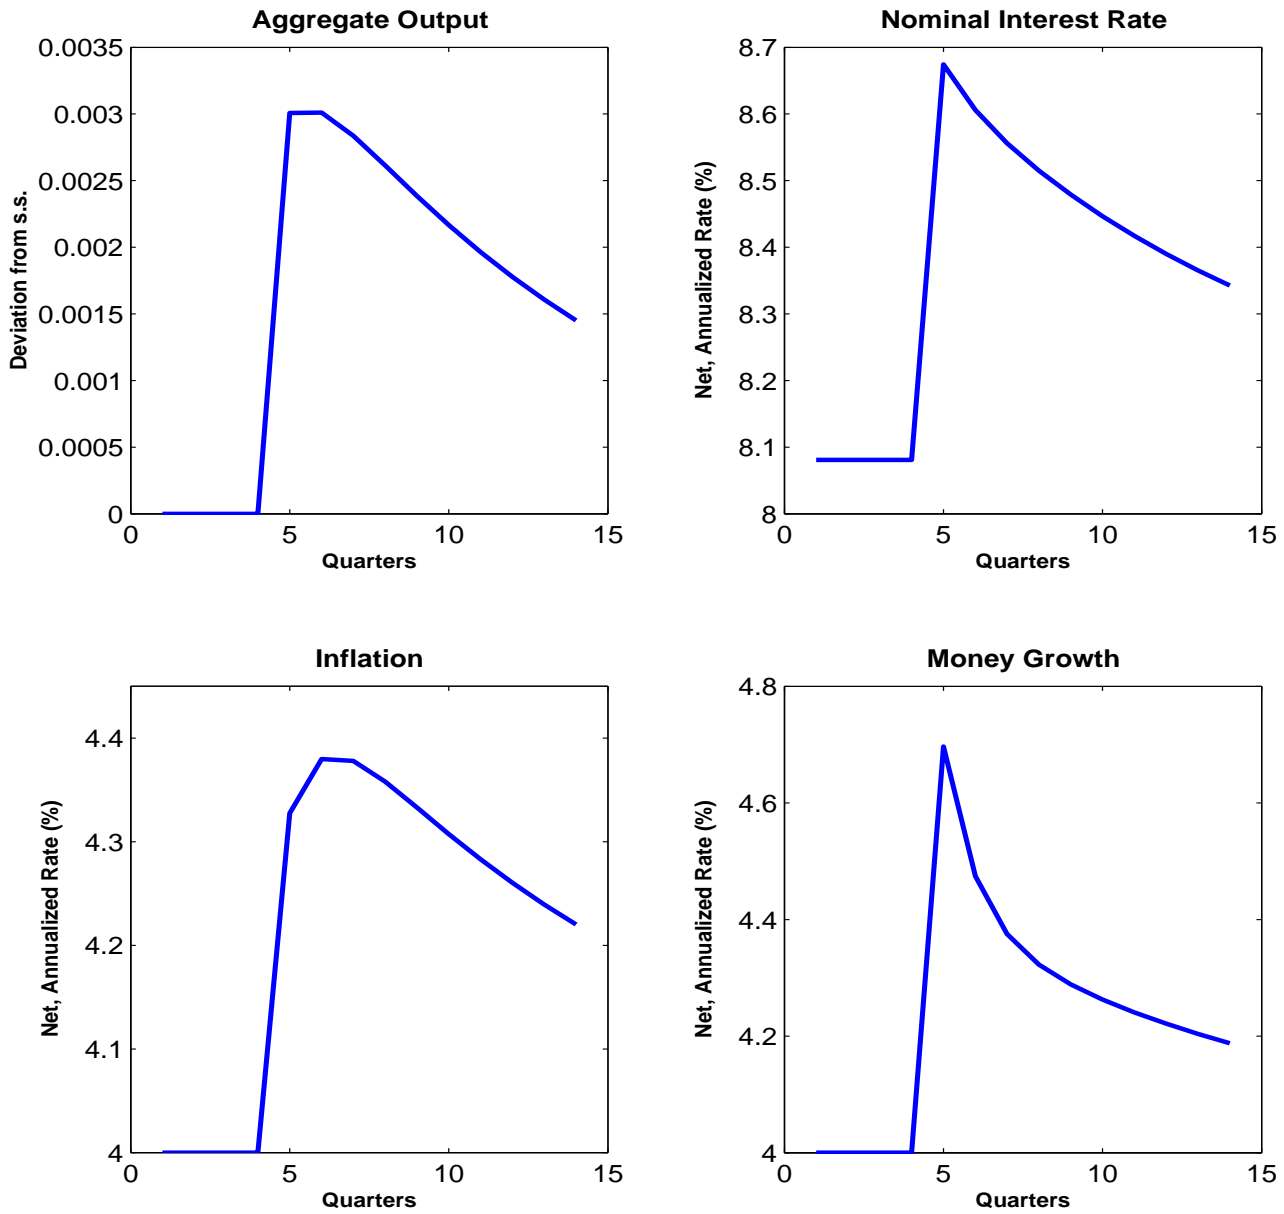 Aggregate Output
0.0035
0.003
0.0025
0.002
0.0015
0.001
0.0005
0
Deviation from s.s.
0 5 10 15
Quarters
Nominal Interest Rate
8.7
8.6
8.5
8.4
8.3
8.2
8.1
8
Net, Annualized Rate (%)
0 5 10 15
Quarters
Inflation
4.4
4.3
4.2
4.1
4
Net, Annualized Rate (%)
0 5 10 15
Quarters
Money Growth
4.8
4.6
4.4
4.2
4
Net, Annualized Rate (%)
0 5 10 15
Quarters